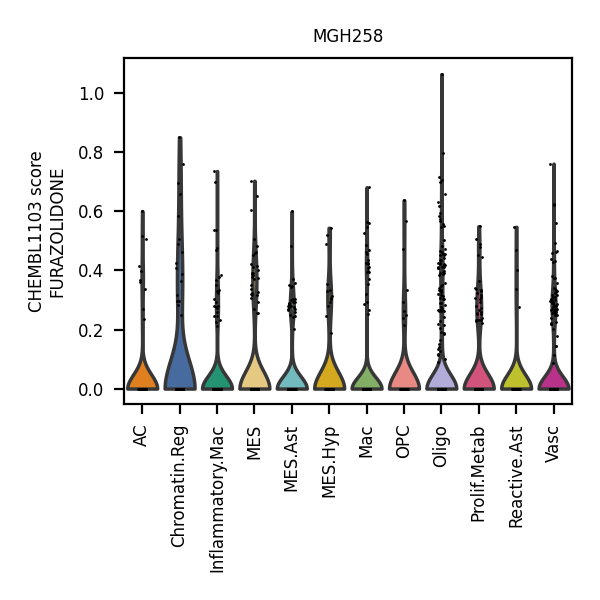 MGH258
CHEMBL1103 score
FURAZOLIDONE
1.0
0.8
0.6
0.4
0.2
0.0
AC
Chromatin.Reg
Inflammatory.Mac
MES
MES.Ast
MES.Hyp
Mac
OPC
Oligo
Prolif.Metab
Reactive.Ast
Vasc